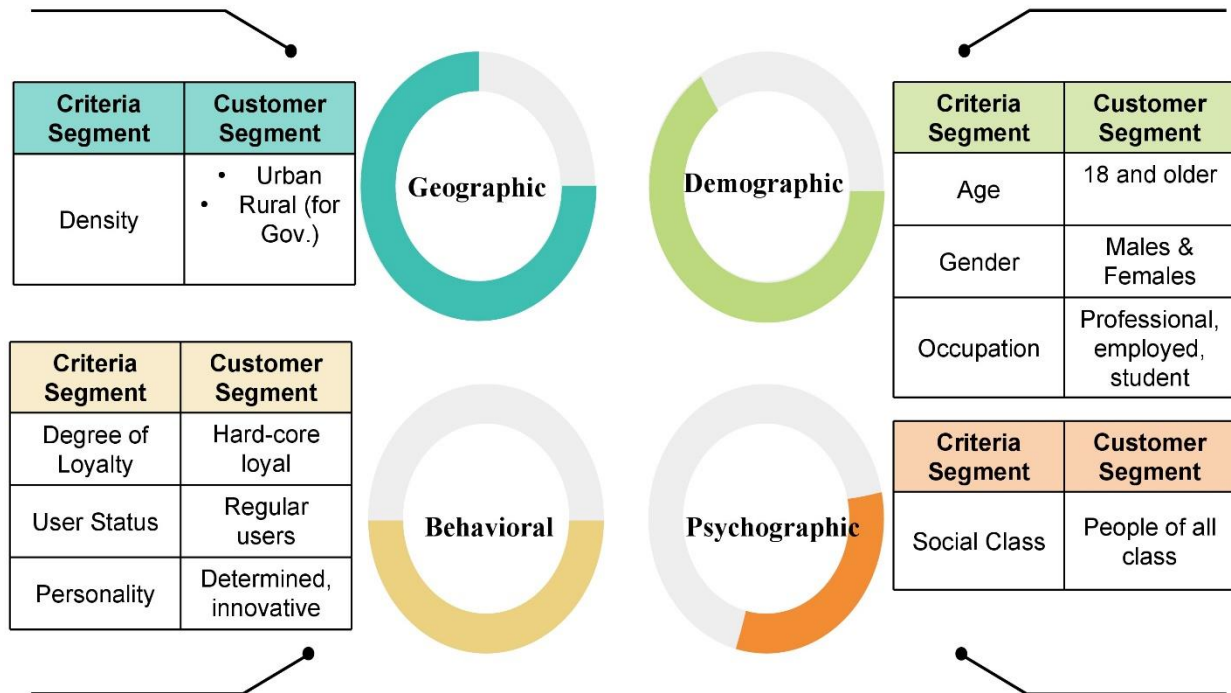 Criteria Segment
Customer Segment
Density
• Urban
• Rural (for Gov.)
Geographic
Demographic
Criteria Segment
Customer Segment
Age
18 and older
Gender
Males &
Females
Occupation
Professional,
employed,
student
Criteria Segment
Customer Segment
Degree of
Loyalty
Hard-core
loyal
User Status
Regular
users
Personality
Determined,
innovative
Behavioral
Psychographic
Criteria Segment
Customer Segment
Social Class
People of all
class